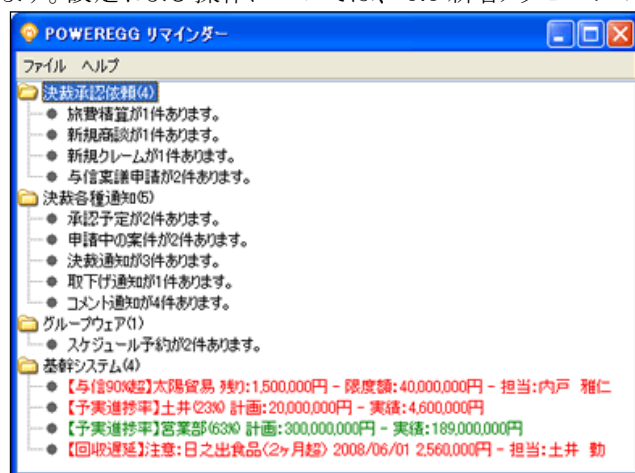 POWEREGG リマインダー
ファイル ヘルプ
決裁承認依頼(4)
旅費精算が1件あります。
新規商談が1件あります。
新規クレームが1件あります。
与信稟議申請が2件あります。
決裁各種通知(5)
承認予定が2件あります。
申請中の案件が2件あります。
決裁通知が3件あります。
取下げ通知が1件あります。
コメント通知が4件あります。
グループウェア(1)
スケジュール予約が2件あります。
基幹システム(4)
【与信90%超】太陽貿易 残り:1,500,000円 - 限度額:40,000,000円 - 担当:内戸 雅仁
【予実進捗率】土井(23%) 計画:20,000,000円 - 実績:4,600,000円
【予実進捗率】営業部(63%) 計画:300,000,000円 - 実績:189,000,000円
【回収遅延】注意:日之出食品<2ヶ月超> 2008/06/01 2,560,000円 - 担当:土井 勤